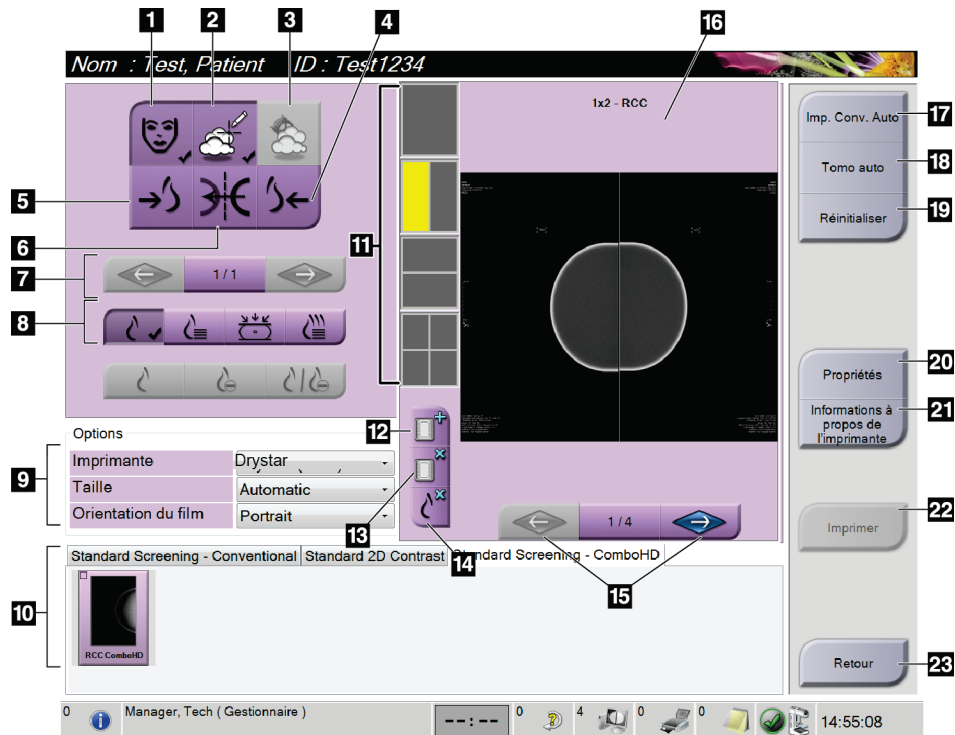 1 2 3 4 16
Nom : Test, Patient ID : Test1234
1x2 - RCC
Imp. Conv. Auto 17
Tomo auto 18
Réinitialiser 19
5
6
11
7 1/1
8
Propriétés 20
Informations à propos de l'imprimante 21
12
Options
9
Imprimante Drystar
Taille Automatic
Orientation du film Portrait
13
14
1/4
15
Imprimer 22
Standard Screening - Conventional Standard 2D Contrast Standard Screening - ComboHD
10
RCC ComboHD
Retour 23
0 Manager, Tech ( Gestionnaire ) --:-- 0 4 0 0 14:55:08